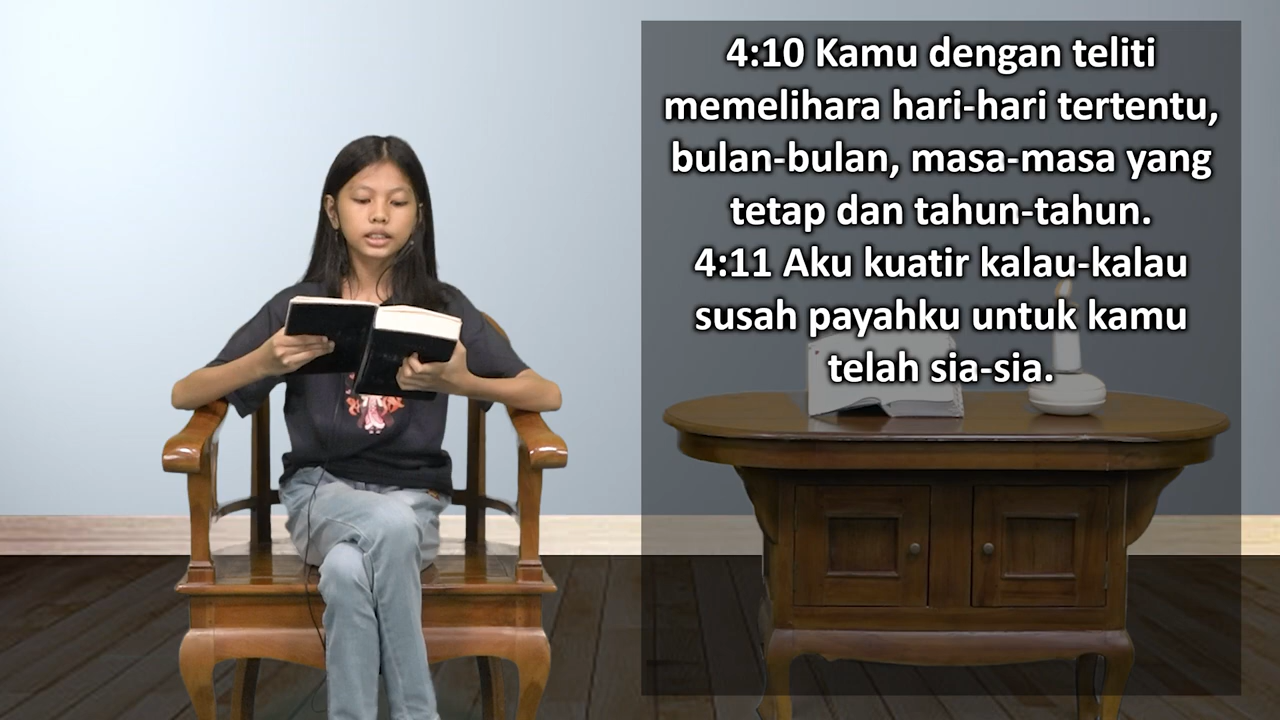 4:10 Kamu dengan teliti
memelihara hari-hari tertentu,
bulan-bulan, masa-masa yang
tetap dan tahun-tahun.
4:11 Aku kuatir kalau-kalau
susah payahku untuk kamu
telah sia-sia.